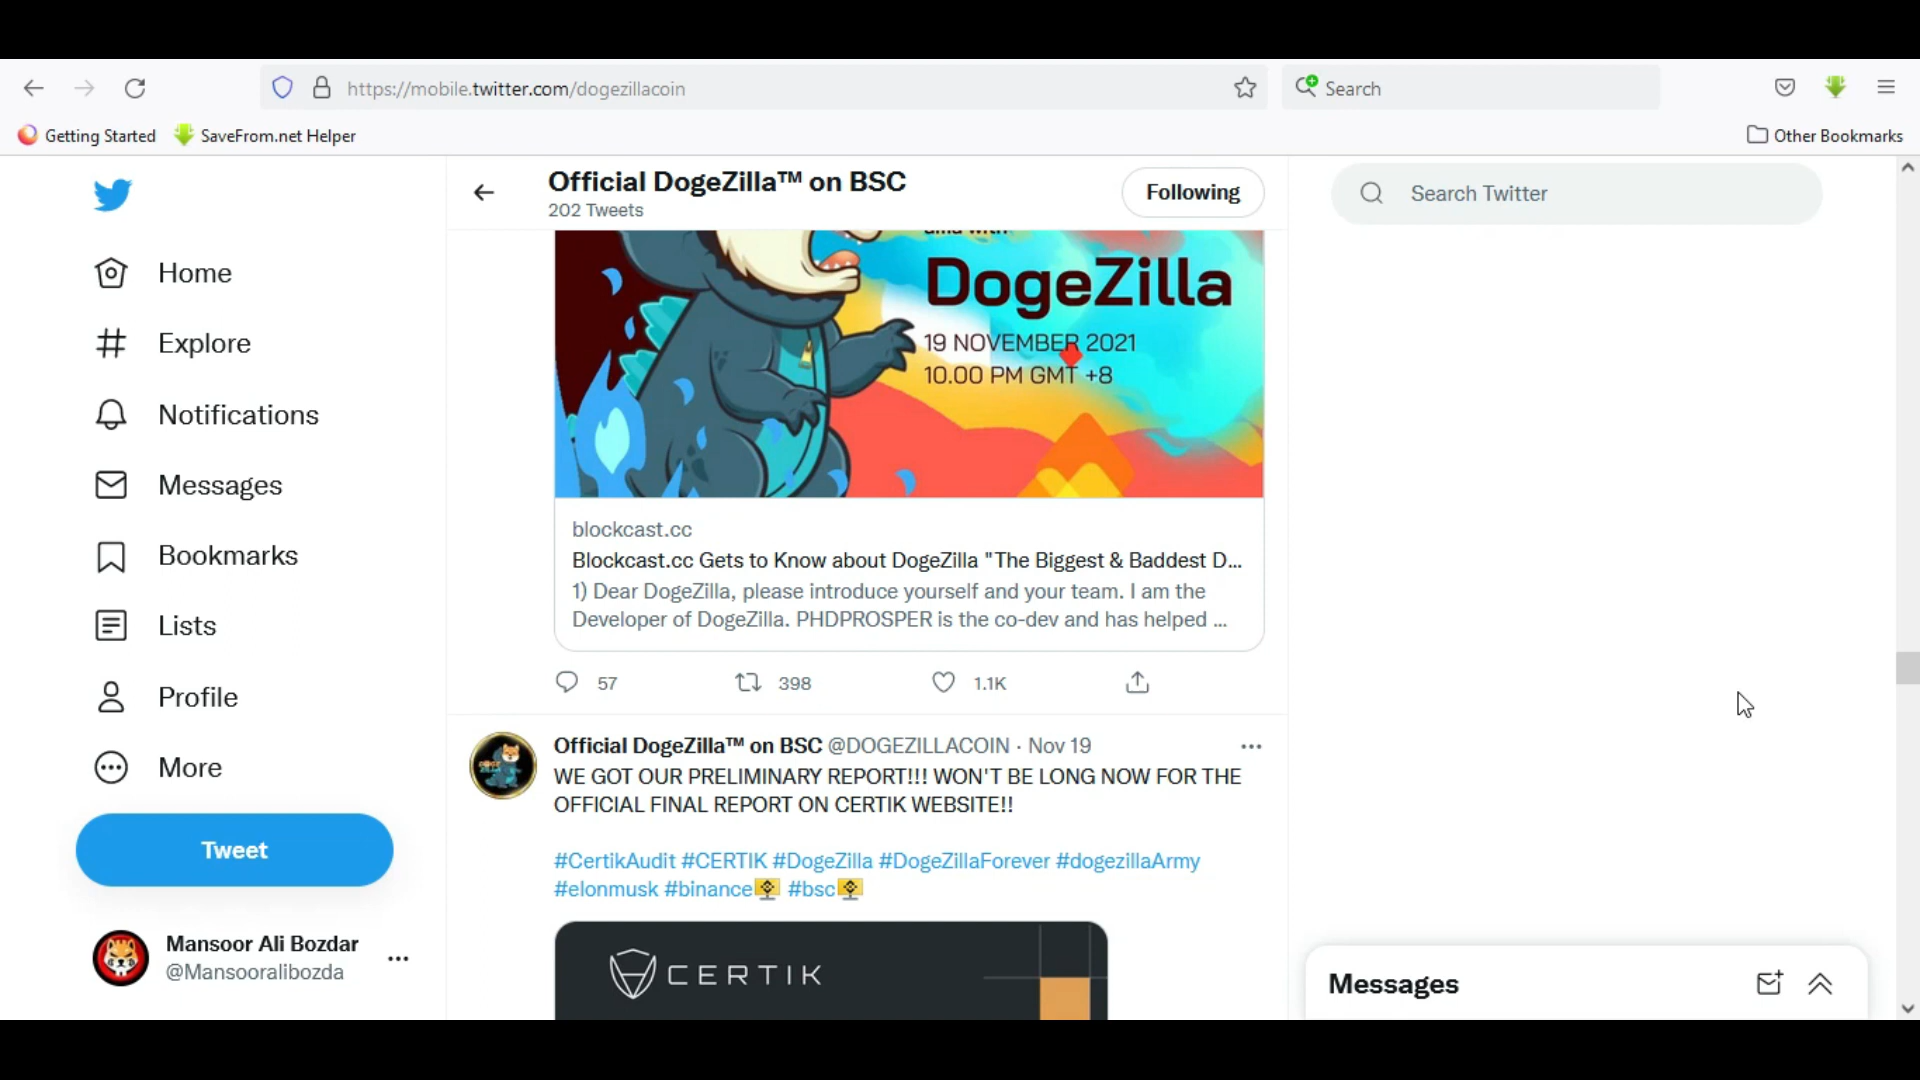 https://mobile.twitter.com/dogezillacoin
Search
Getting Started
SaveFrom.net Helper
Other Bookmarks
Home
Explore
Notifications
Messages
Bookmarks
Lists
Profile
More
Tweet
Mansoor Ali Bozdar
@Mansooralibozda
Official DogeZilla™ on BSC
202 Tweets
Following
DogeZilla
19 NOVEMBER 2021
10.00 PM GMT +8
blockcast.cc
Blockcast.cc Gets to Know about DogeZilla "The Biggest & Baddest D...
1) Dear DogeZilla, please introduce yourself and your team. I am the
Developer of DogeZilla. PHDPROSPER is the co-dev and has helped ...
57
398
1.1K
Official DogeZilla™ on BSC @DOGEZILLACOIN · Nov 19
WE GOT OUR PRELIMINARY REPORT!!! WON'T BE LONG NOW FOR THE
OFFICIAL FINAL REPORT ON CERTIK WEBSITE!!
#CertikAudit #CERTIK #DogeZilla #DogeZillaForever #dogezillaArmy
#elonmusk #binance #bsc
CERTIK
Search Twitter
Messages